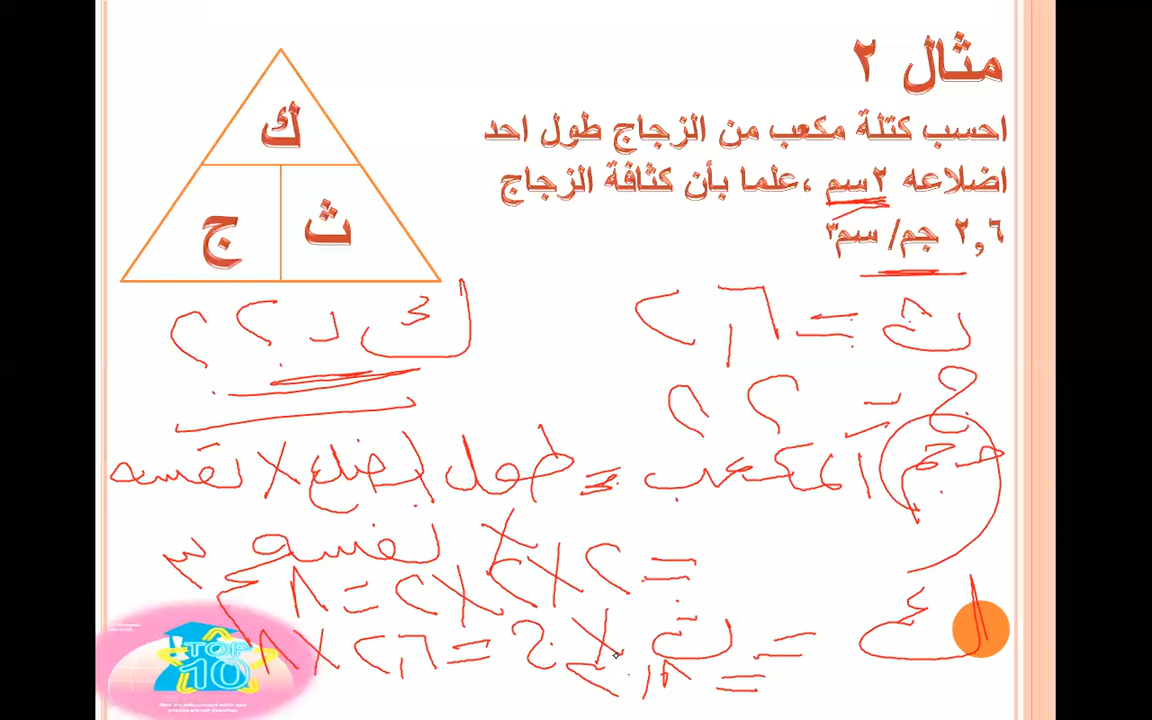 مثال ٢
احسب كتلة مكعب من الزجاج طول احد
اضلاعه ٢سم ،علما بأن كثافة الزجاج
٢,٦ جم/ سم٣
ك
ث
ج
ث = ٢,٦
ك = ؟؟
ح = ؟؟
حجم المكعب = طول الضلع × نفسه
× نفسه
= ٢×٢×٢=٨ سم٣
ك = ث × ح = ٢,٦×٨
=
TOP
10